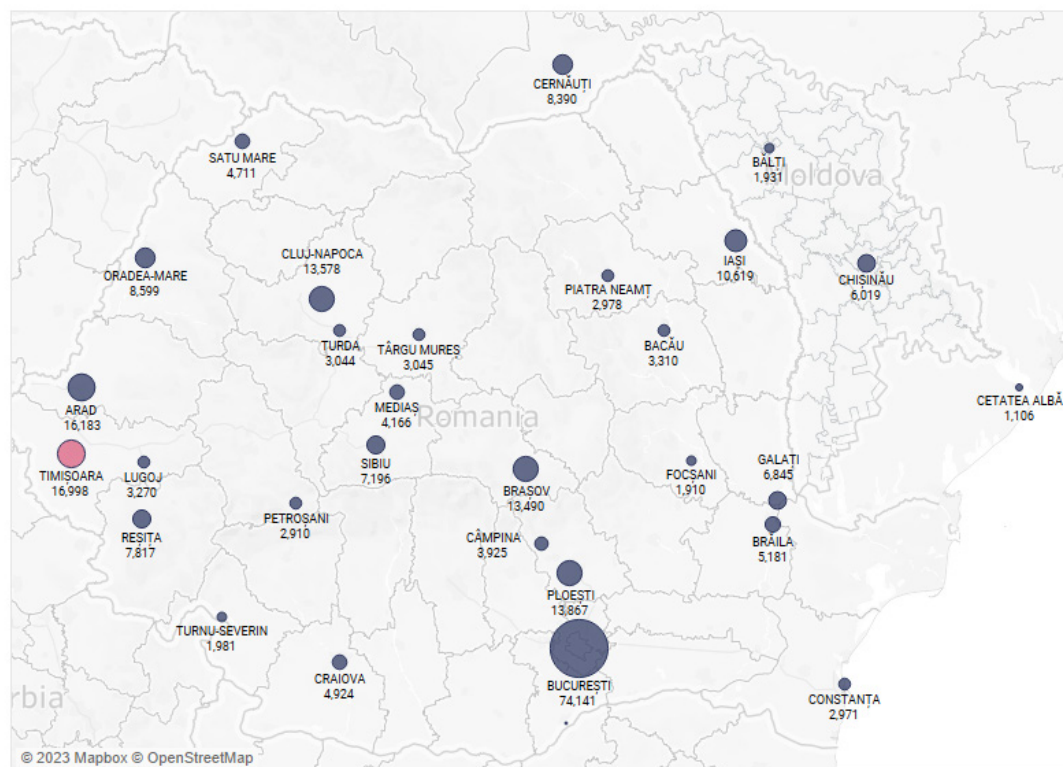 CERNĂUȚI
8,390
SATU MARE
4,711
BĂLȚI
1,931
Moldova
CLUJ-NAPOCA
13,578
IAȘI
10,619
ORADEA-MARE
8,599
PIATRA NEAMȚ
2,978
CHIȘINĂU
6,019
TURDA
3,044
TÂRGU MUREȘ
3,045
BACĂU
3,310
ARAD
16,183
MEDIAȘ
4,166
Romania
CETATEA ALBĂ
1,106
TIMIȘOARA
16,998
LUGOJ
3,270
SIBIU
7,196
BRAȘOV
13,490
FOCȘANI
1,910
GALAȚI
6,845
REȘIȚA
7,817
PETROȘANI
2,910
CÂMPINA
3,925
BRĂILA
5,181
PLOEȘTI
13,867
TURNU-SEVERIN
1,981
CRAIOVA
4,924
BUCUREȘTI
74,141
CONSTANȚA
2,971
rbia
© 2023 Mapbox © OpenStreetMap